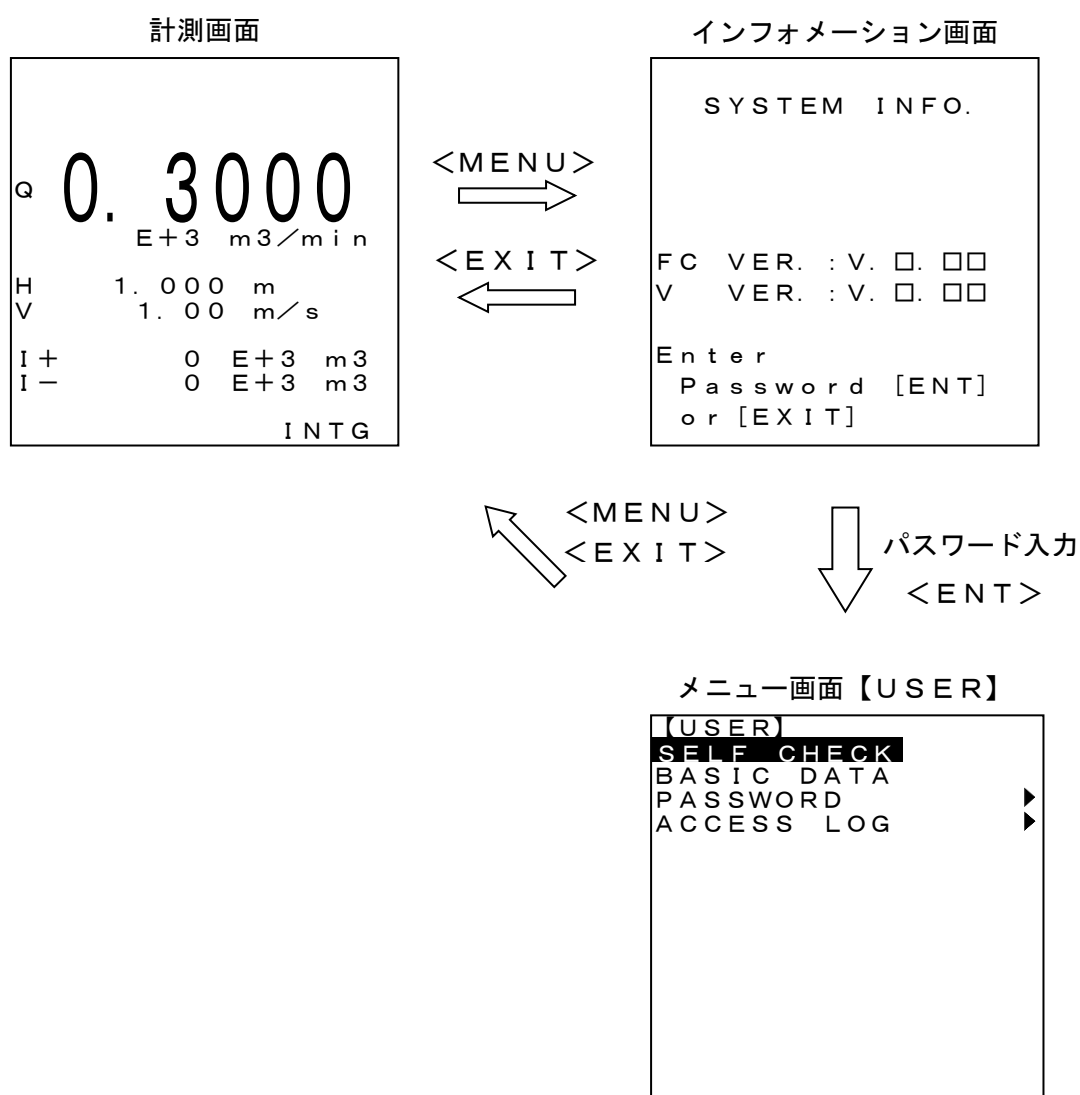 計測画面
Q 0.3000
E+3 m3/min
H 1.000 m
V 1.00 m/s
I+ 0 E+3 m3
I- 0 E+3 m3
INTG
<MENU>
<EXIT>
インフォメーション画面
SYSTEM INFO.
FC VER. :V. □. □□
V VER. :V. □. □□
Enter
Password [ENT]
or [EXIT]
<MENU>
<EXIT>
パスワード入力
<ENT>
メニュー画面【USER】
【USER】
SELF CHECK
BASIC DATA
PASSWORD ▶
ACCESS LOG ▶